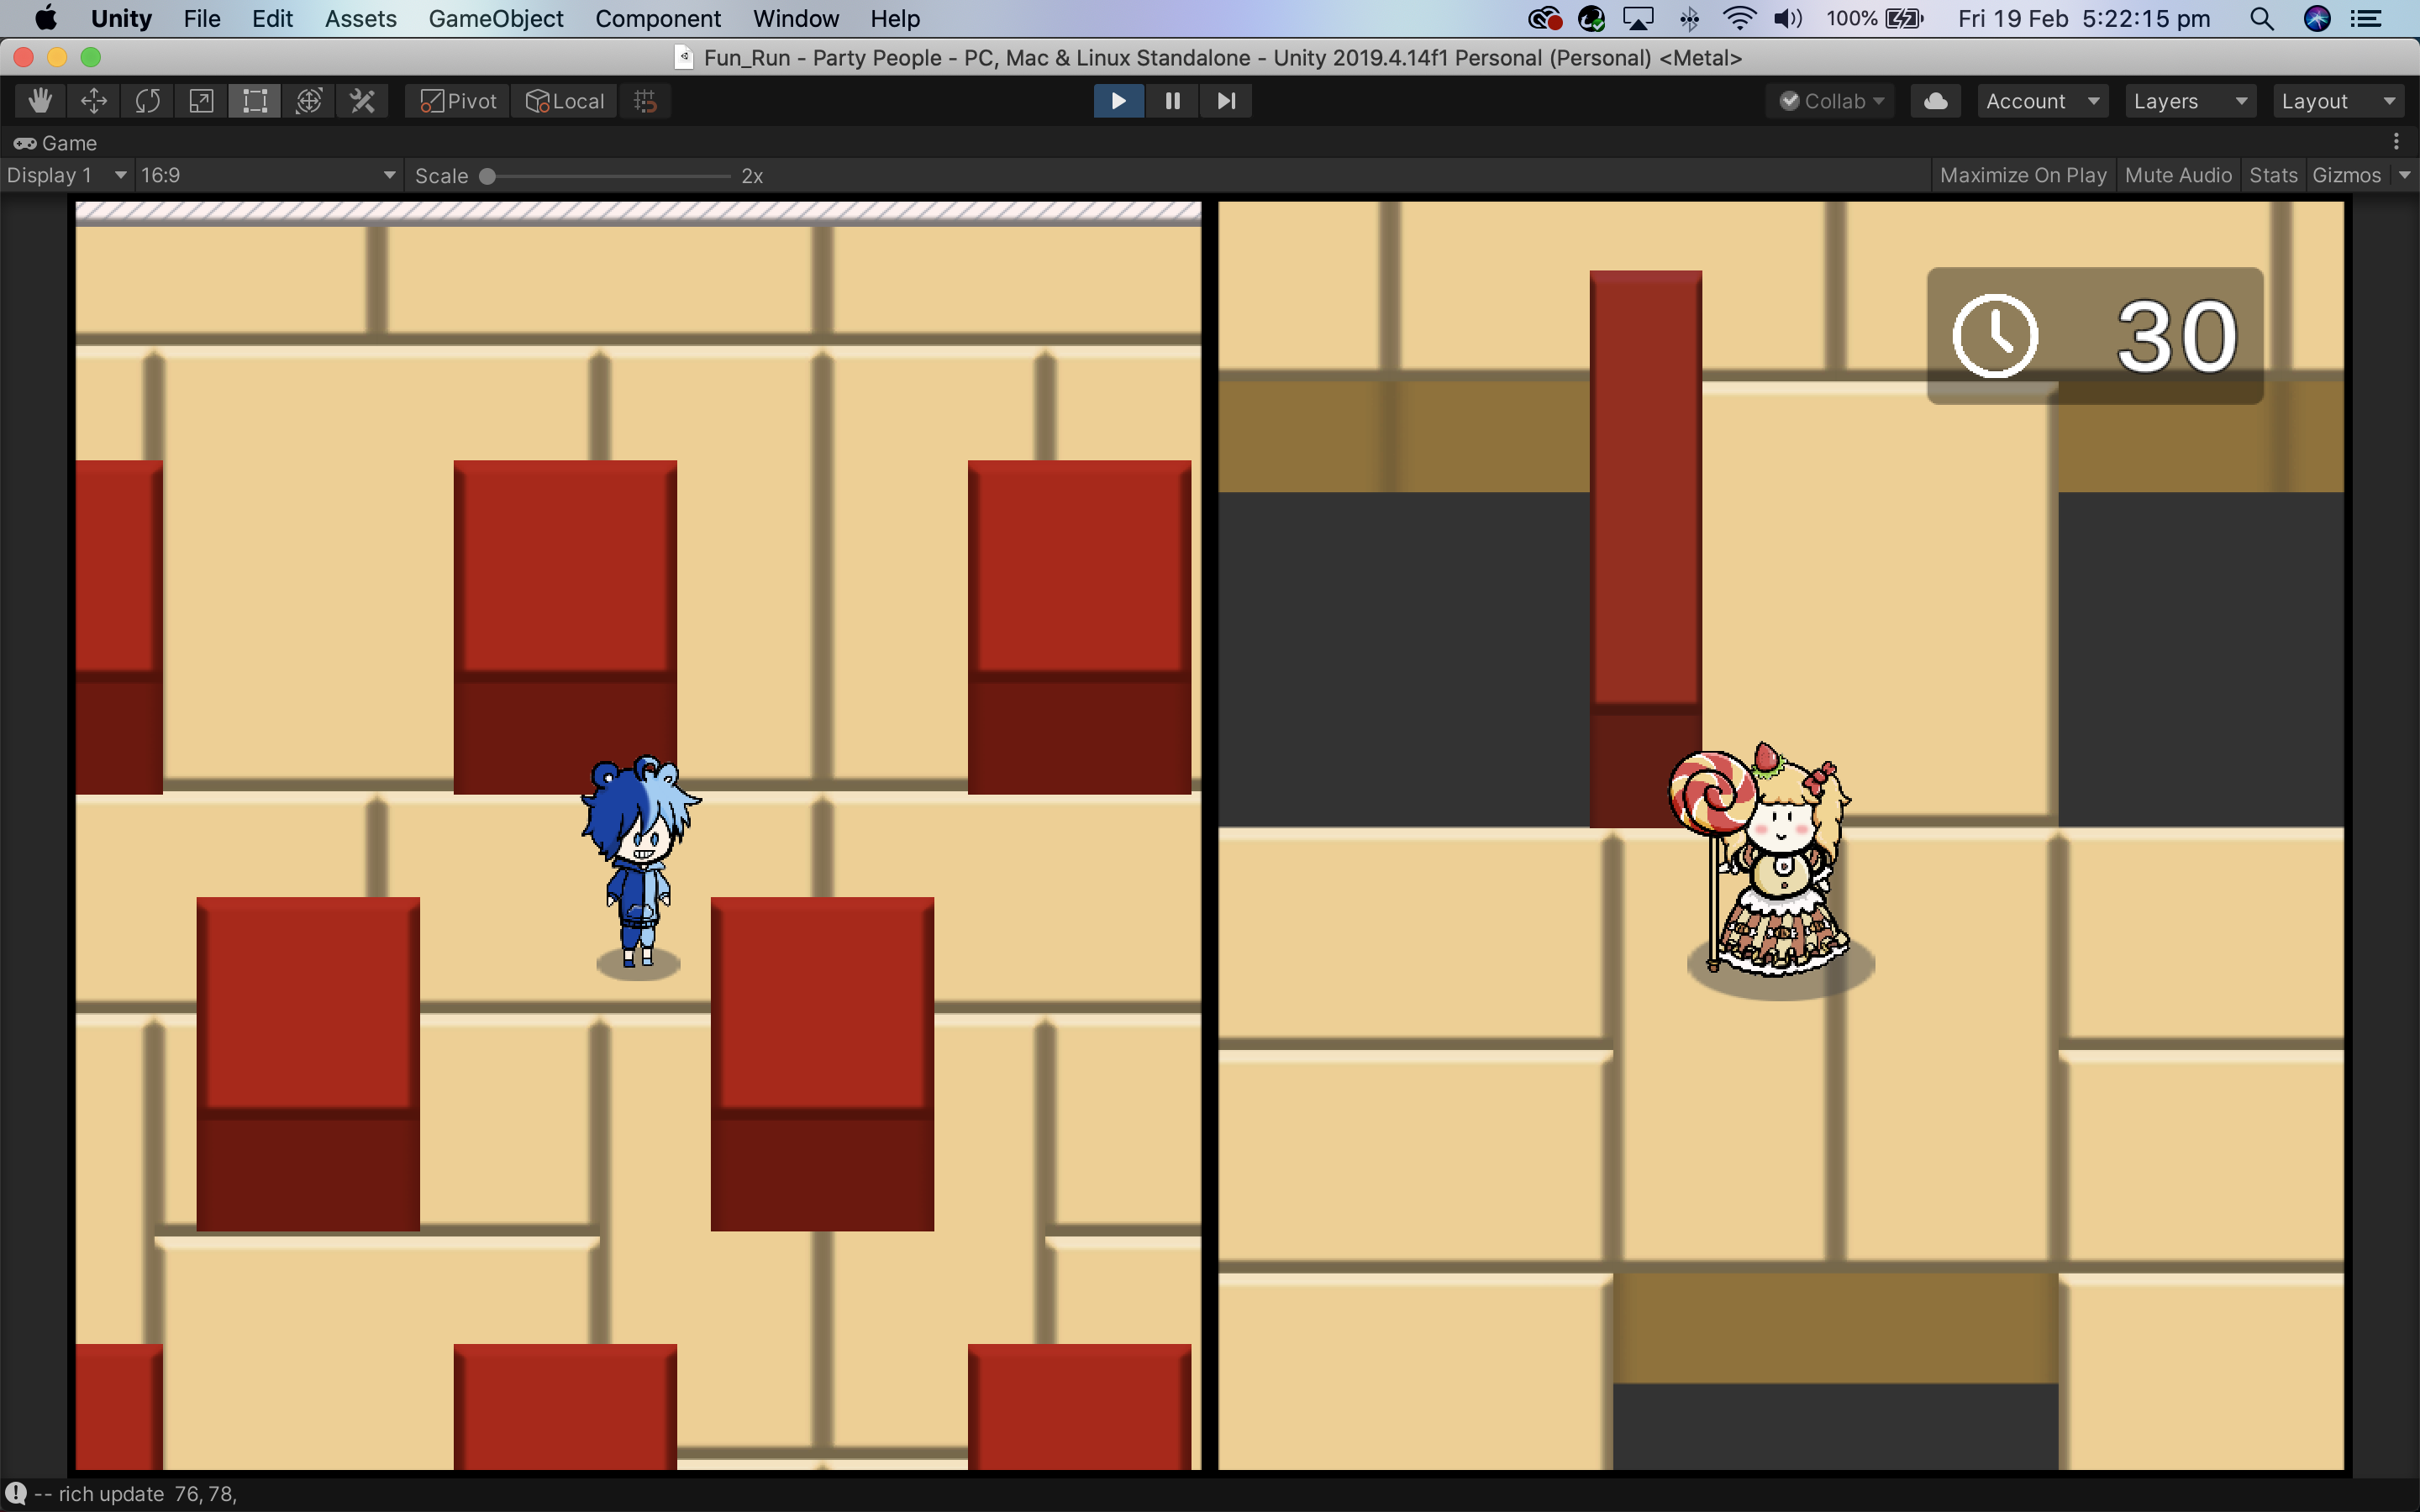 Unity File Edit Assets GameObject Component Window Help 100% Fri 19 Feb 5:22:15 pm
Fun_Run - Party People - PC, Mac & Linux Standalone - Unity 2019.4.14f1 Personal (Personal) <Metal>
Pivot Local Collab Account Layers Layout
Game
Display 1 16:9 Scale 2x Maximize On Play Mute Audio Stats Gizmos
30
-- rich update 76, 78,